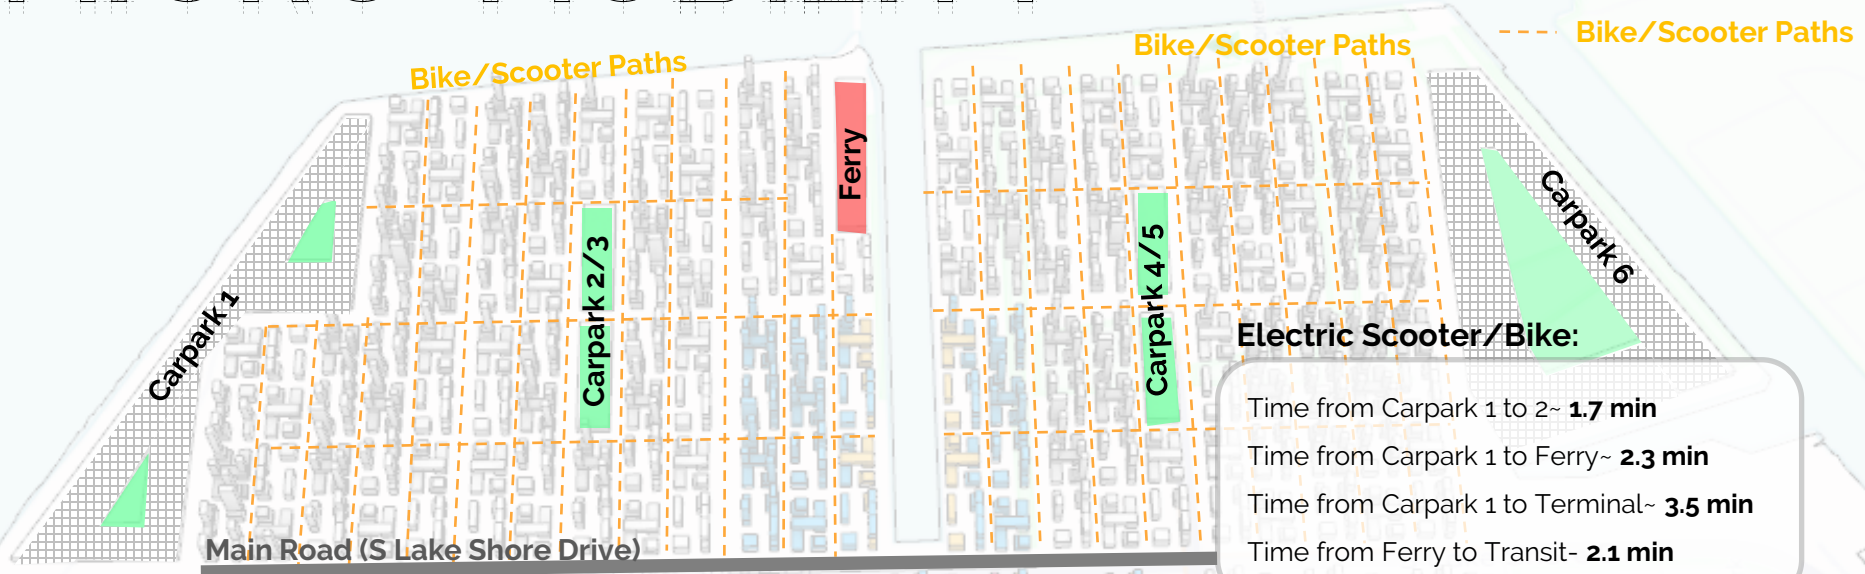 Bike/Scooter Paths
Bike/Scooter Paths
Bike/Scooter Paths
Ferry
Carpark 1
Carpark 2/3
Carpark 4/5
Carpark 6
Electric Scooter/Bike:
Time from Carpark 1 to 2~ 1.7 min
Time from Carpark 1 to Ferry~ 2.3 min
Time from Carpark 1 to Terminal~ 3.5 min
Time from Ferry to Transit- 2.1 min
Main Road (S Lake Shore Drive)